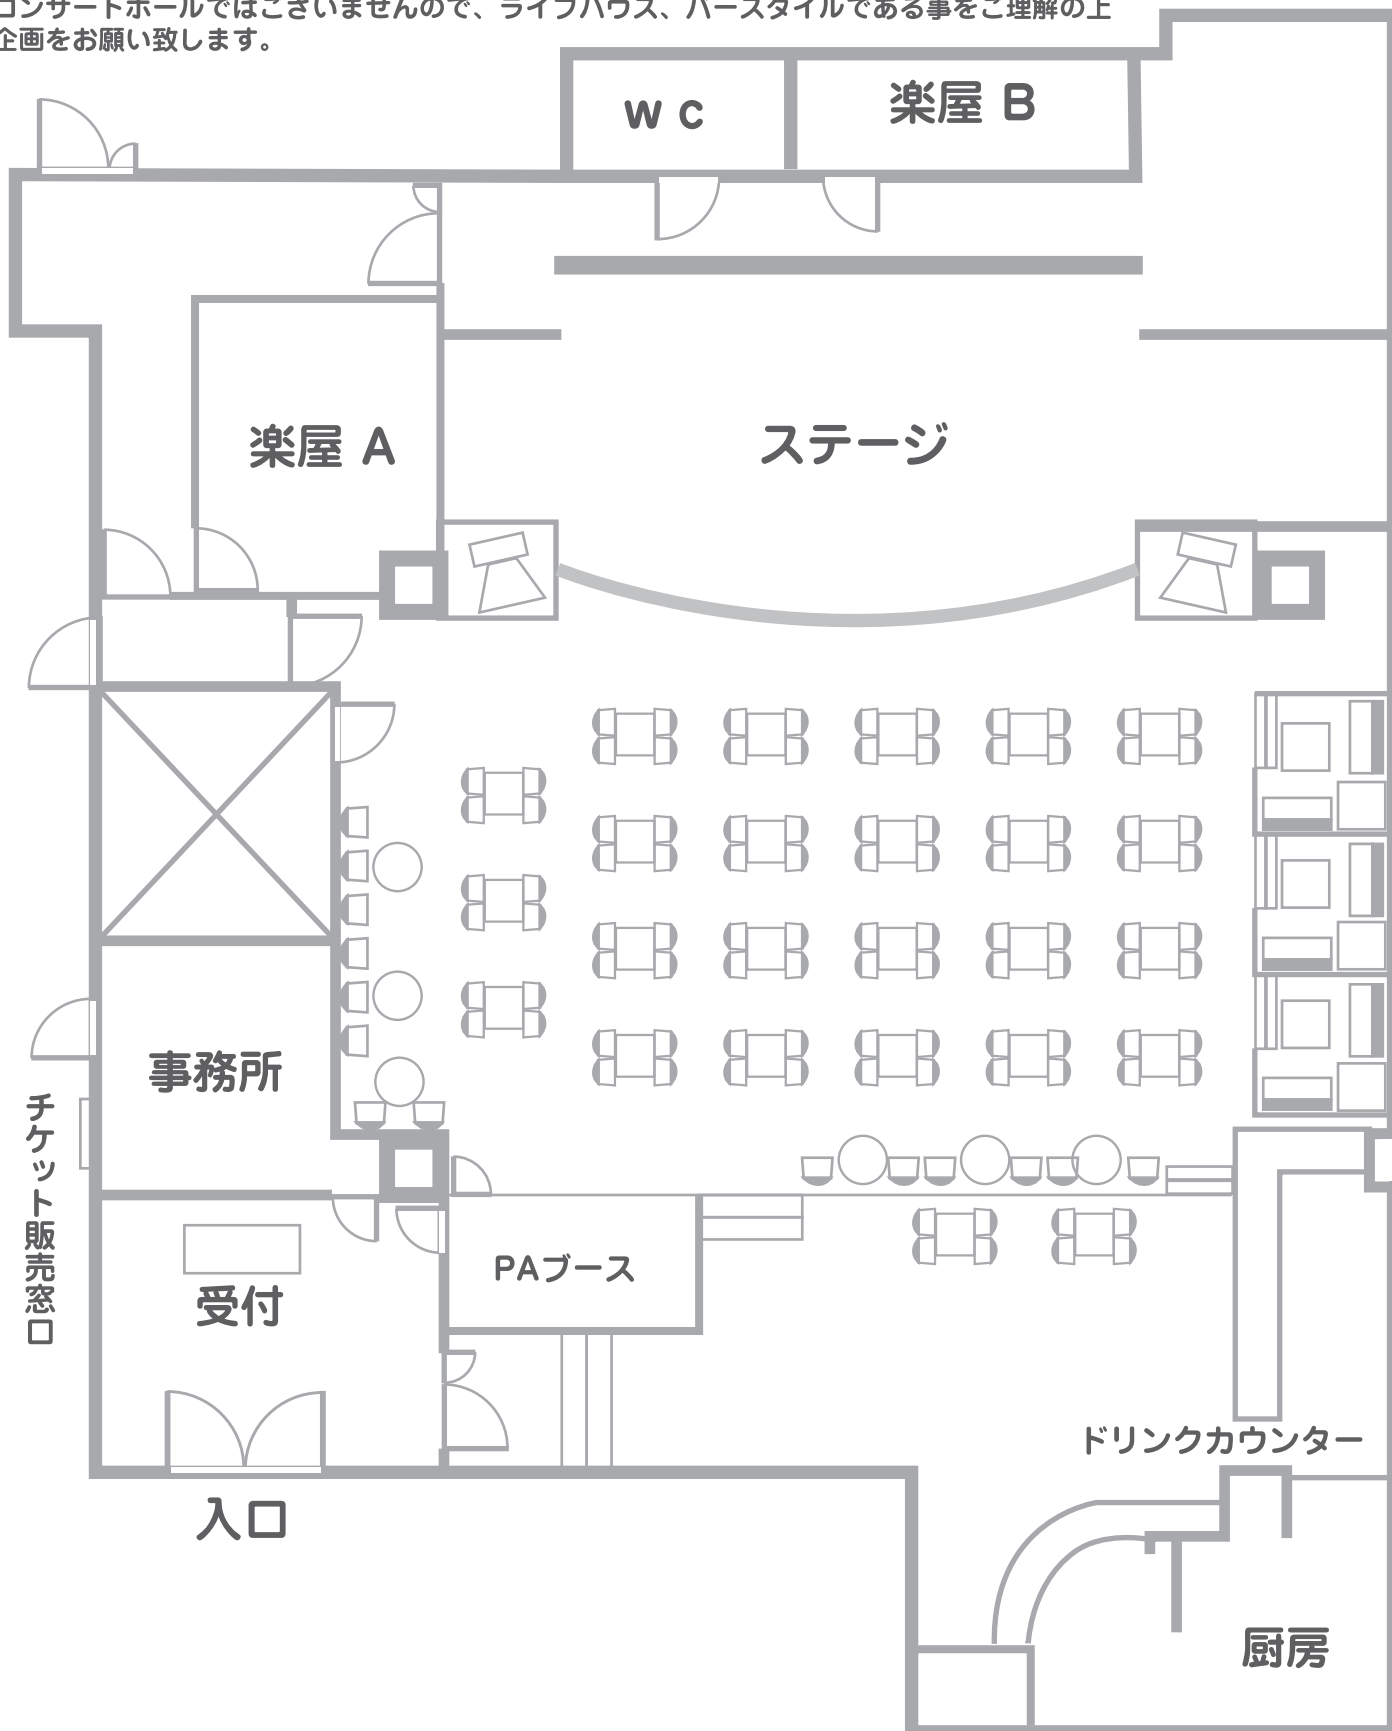 コンサートホールではございませんので、ライブハウス、バースタイルである事をご理解の上
企画をお願い致します。
WC
楽屋 B
楽屋 A
ステージ
事務所
チケット販売窓口
PAブース
受付
ドリンクカウンター
入口
厨房